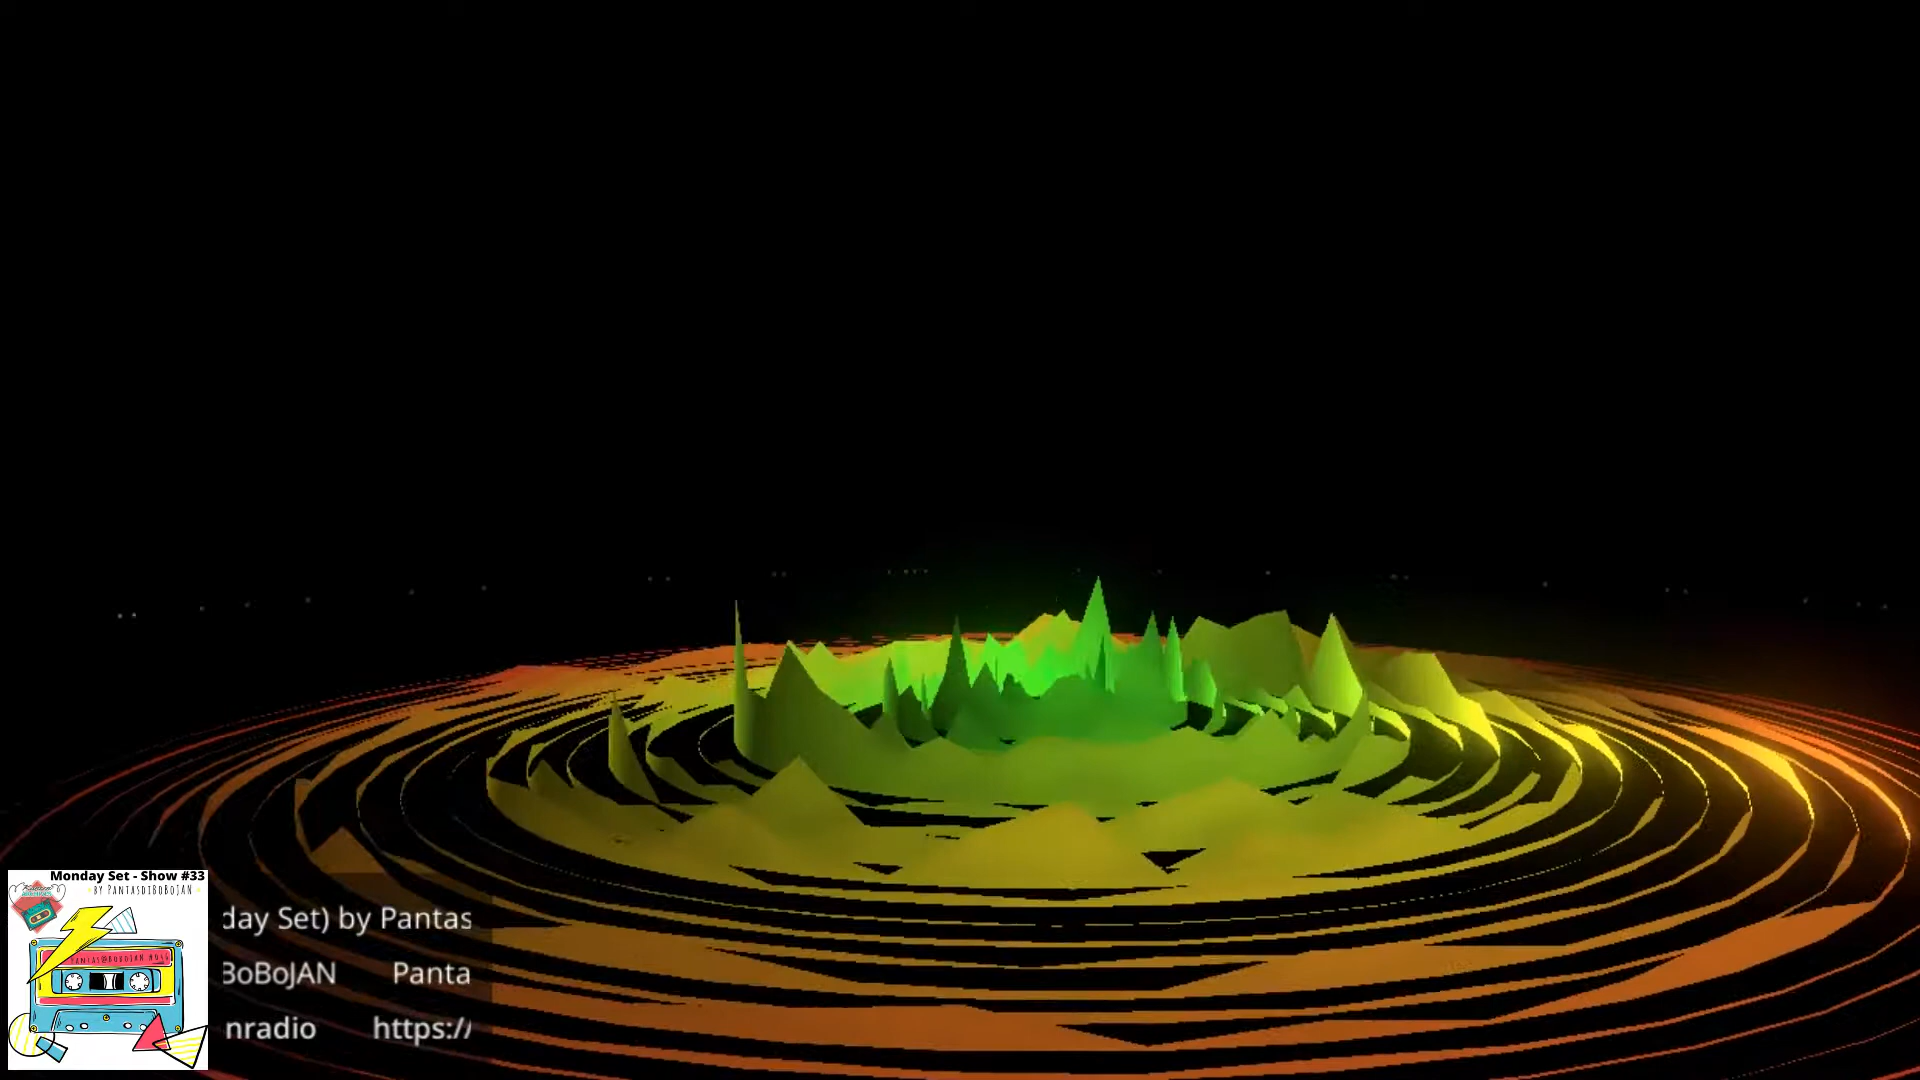 Monday Set - Show #33
BY PANTASDIBOBOJAN
day Set) by Pantas
BoBoJAN Panta
nradio https://